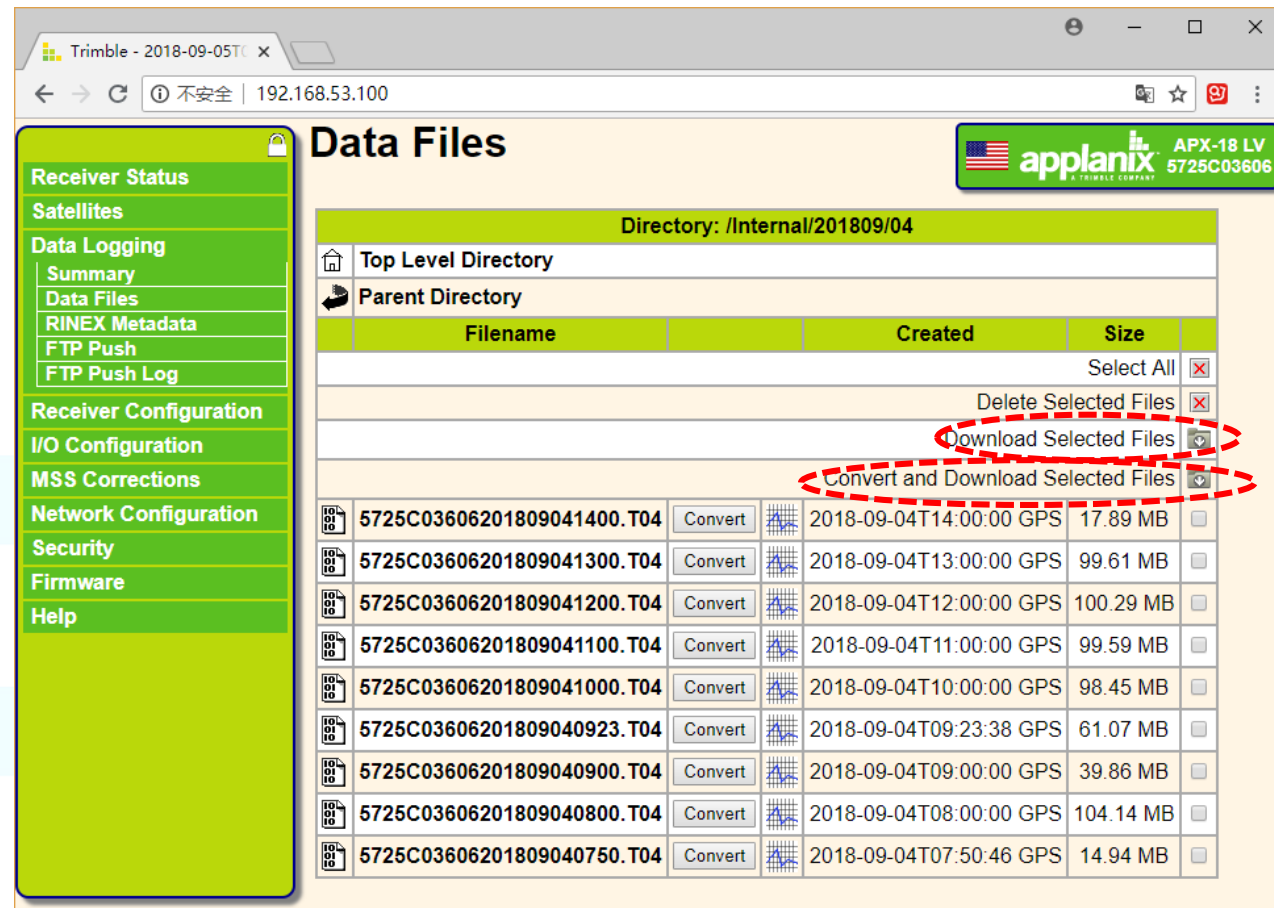 Trimble - 2018-09-05T0
不安全 | 192.168.53.100
Data Files
applanix
A TRIMBLE COMPANY
APX-18 LV
5725C03606
Receiver Status
Satellites
Data Logging
Summary
Data Files
RINEX Metadata
FTP Push
FTP Push Log
Receiver Configuration
I/O Configuration
MSS Corrections
Network Configuration
Security
Firmware
Help
Directory: /Internal/201809/04
Top Level Directory
Parent Directory
Filename Created Size
Select All
Delete Selected Files
Download Selected Files
Convert and Download Selected Files
5725C03606201809041400.T04 Convert 2018-09-04T14:00:00 GPS 17.89 MB
5725C03606201809041300.T04 Convert 2018-09-04T13:00:00 GPS 99.61 MB
5725C03606201809041200.T04 Convert 2018-09-04T12:00:00 GPS 100.29 MB
5725C03606201809041100.T04 Convert 2018-09-04T11:00:00 GPS 99.59 MB
5725C03606201809041000.T04 Convert 2018-09-04T10:00:00 GPS 98.45 MB
5725C03606201809040923.T04 Convert 2018-09-04T09:23:38 GPS 61.07 MB
5725C03606201809040900.T04 Convert 2018-09-04T09:00:00 GPS 39.86 MB
5725C03606201809040800.T04 Convert 2018-09-04T08:00:00 GPS 104.14 MB
5725C03606201809040750.T04 Convert 2018-09-04T07:50:46 GPS 14.94 MB